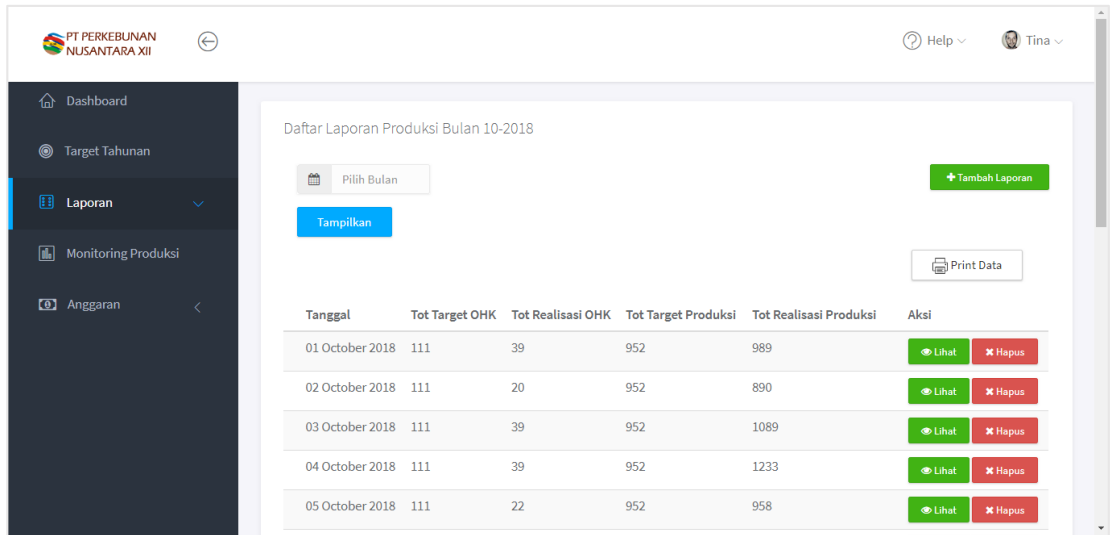 PT PERKEBUNAN
NUSANTARA XII
Help
Tina
Dashboard
Target Tahunan
Laporan
Monitoring Produksi
Anggaran
Daftar Laporan Produksi Bulan 10-2018
Pilih Bulan
Tambah Laporan
Tampilkan
Print Data
Tanggal Tot Target OHK Tot Realisasi OHK Tot Target Produksi Tot Realisasi Produksi Aksi
01 October 2018 111 39 952 989 Lihat Hapus
02 October 2018 111 20 952 890 Lihat Hapus
03 October 2018 111 39 952 1089 Lihat Hapus
04 October 2018 111 39 952 1233 Lihat Hapus
05 October 2018 111 22 952 958 Lihat Hapus